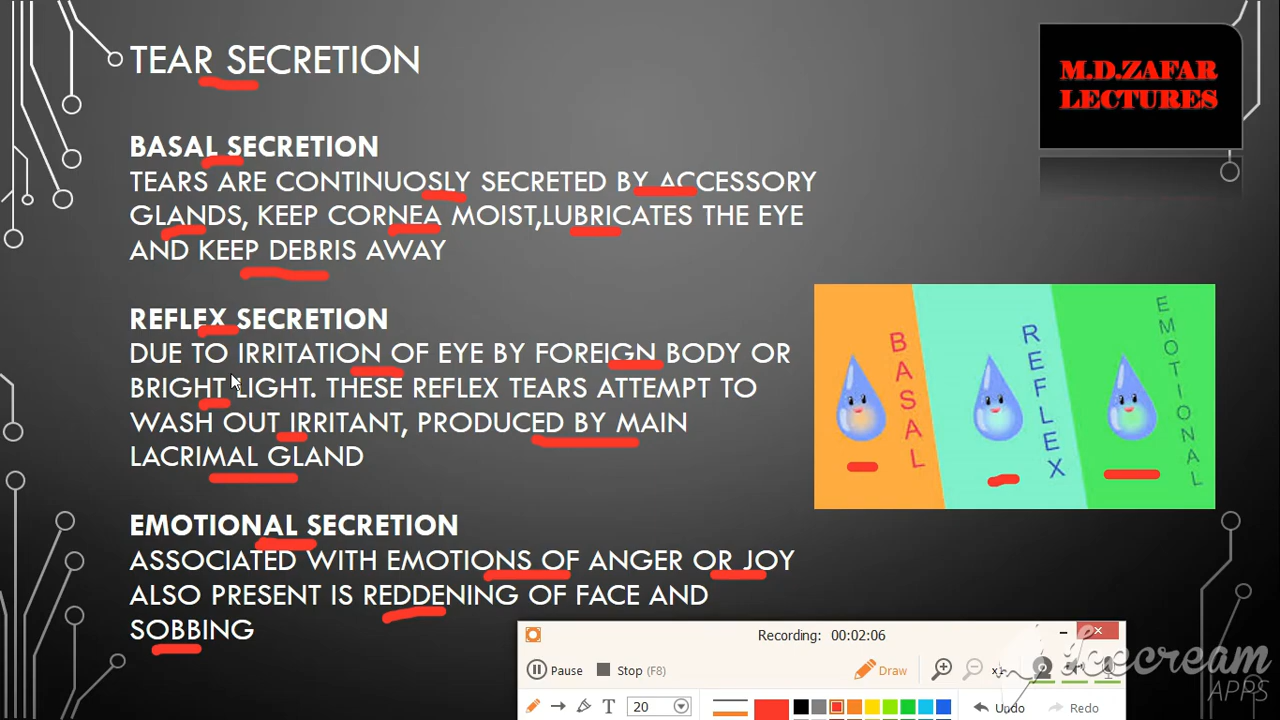 TEAR SECRETION
M.D.ZAFAR
LECTURES
BASAL SECRETION
TEARS ARE CONTINUOSLY SECRETED BY ACCESSORY
GLANDS, KEEP CORNEA MOIST,LUBRICATES THE EYE
AND KEEP DEBRIS AWAY
REFLEX SECRETION
DUE TO IRRITATION OF EYE BY FOREIGN BODY OR
BRIGHT LIGHT. THESE REFLEX TEARS ATTEMPT TO
WASH OUT IRRITANT, PRODUCED BY MAIN
LACRIMAL GLAND
EMOTIONAL SECRETION
ASSOCIATED WITH EMOTIONS OF ANGER OR JOY
ALSO PRESENT IS REDDENING OF FACE AND
SOBBING
BASAL
REFLEX
EMOTIONAL
Recording: 00:02:06
Pause Stop (F8) Draw
T 20 Undo Redo
Icecream
APPS